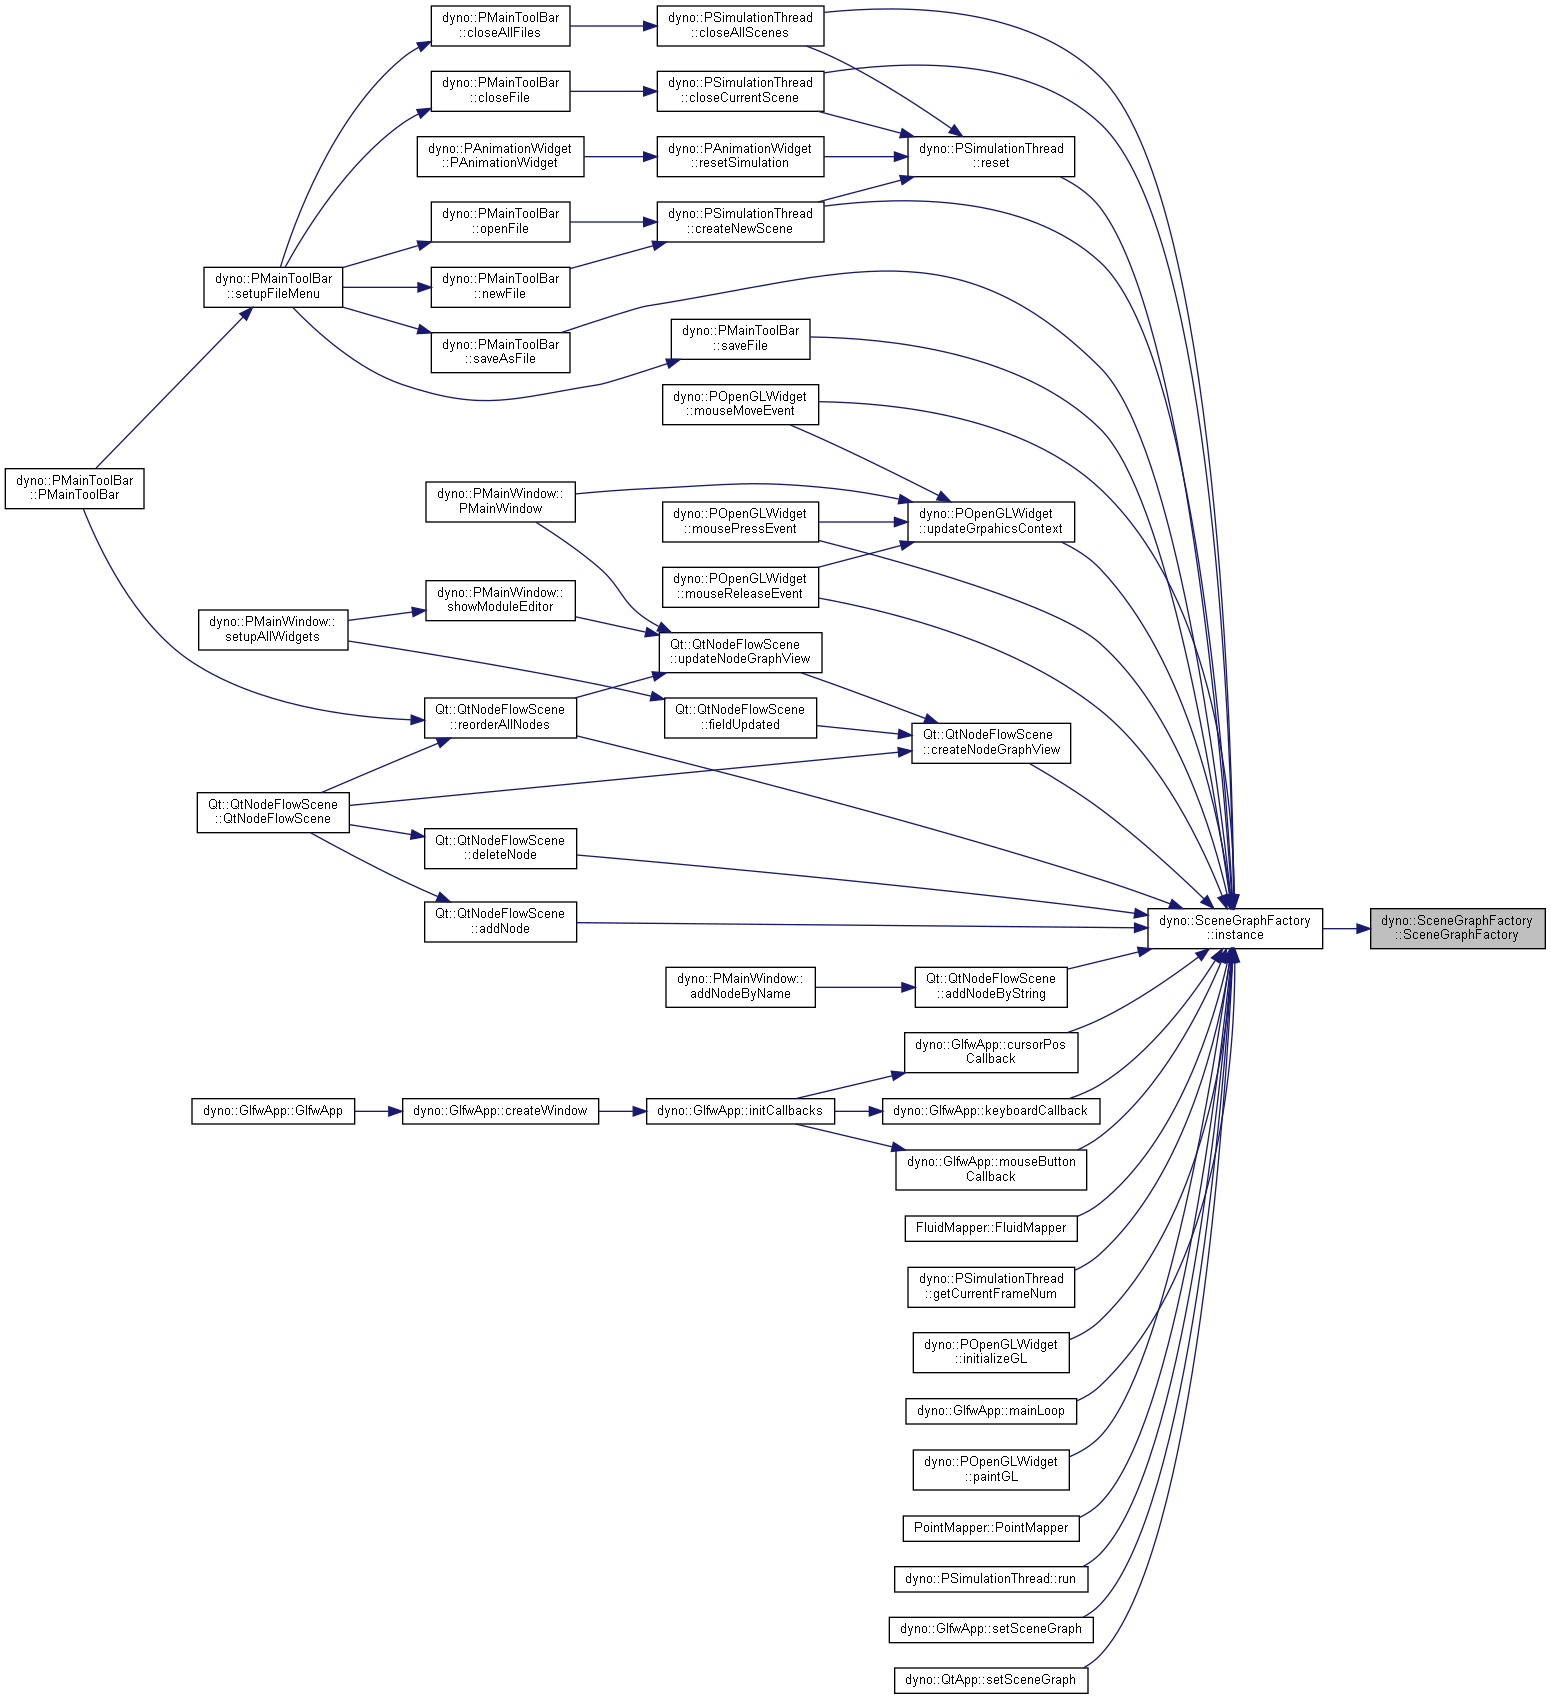 dyno::PMainToolBar
::closeAllFiles
dyno::PSimulationThread
::closeAllScenes
dyno::PMainToolBar
::closeFile
dyno::PSimulationThread
::closeCurrentScene
dyno::PAnimationWidget
::PAnimationWidget
dyno::PAnimationWidget
::resetSimulation
dyno::PSimulationThread
::reset
dyno::PMainToolBar
::openFile
dyno::PSimulationThread
::createNewScene
dyno::PMainToolBar
::setupFileMenu
dyno::PMainToolBar
::newFile
dyno::PMainToolBar
::saveAsFile
dyno::PMainToolBar
::saveFile
dyno::POpenGLWidget
::mouseMoveEvent
dyno::PMainToolBar
::PMainToolBar
dyno::PMainWindow::
PMainWindow
dyno::POpenGLWidget
::mousePressEvent
dyno::POpenGLWidget
::updateGrpahicsContext
dyno::POpenGLWidget
::mouseReleaseEvent
dyno::PMainWindow::
showModuleEditor
dyno::PMainWindow::
setupAllWidgets
Qt::QtNodeFlowScene
::updateNodeGraphView
Qt::QtNodeFlowScene
::reorderAllNodes
Qt::QtNodeFlowScene
::fieldUpdated
Qt::QtNodeFlowScene
::createNodeGraphView
Qt::QtNodeFlowScene
::QtNodeFlowScene
Qt::QtNodeFlowScene
::deleteNode
Qt::QtNodeFlowScene
::addNode
dyno::SceneGraphFactory
::instance
dyno::SceneGraphFactory
::SceneGraphFactory
dyno::PMainWindow::
addNodeByName
Qt::QtNodeFlowScene
::addNodeByString
dyno::GlfwApp::cursorPos
Callback
dyno::GlfwApp::GlfwApp
dyno::GlfwApp::createWindow
dyno::GlfwApp::initCallbacks
dyno::GlfwApp::keyboardCallback
dyno::GlfwApp::mouseButton
Callback
FluidMapper::FluidMapper
dyno::PSimulationThread
::getCurrentFrameNum
dyno::POpenGLWidget
::initializeGL
dyno::GlfwApp::mainLoop
dyno::POpenGLWidget
::paintGL
PointMapper::PointMapper
dyno::PSimulationThread::run
dyno::GlfwApp::setSceneGraph
dyno::QtApp::setSceneGraph